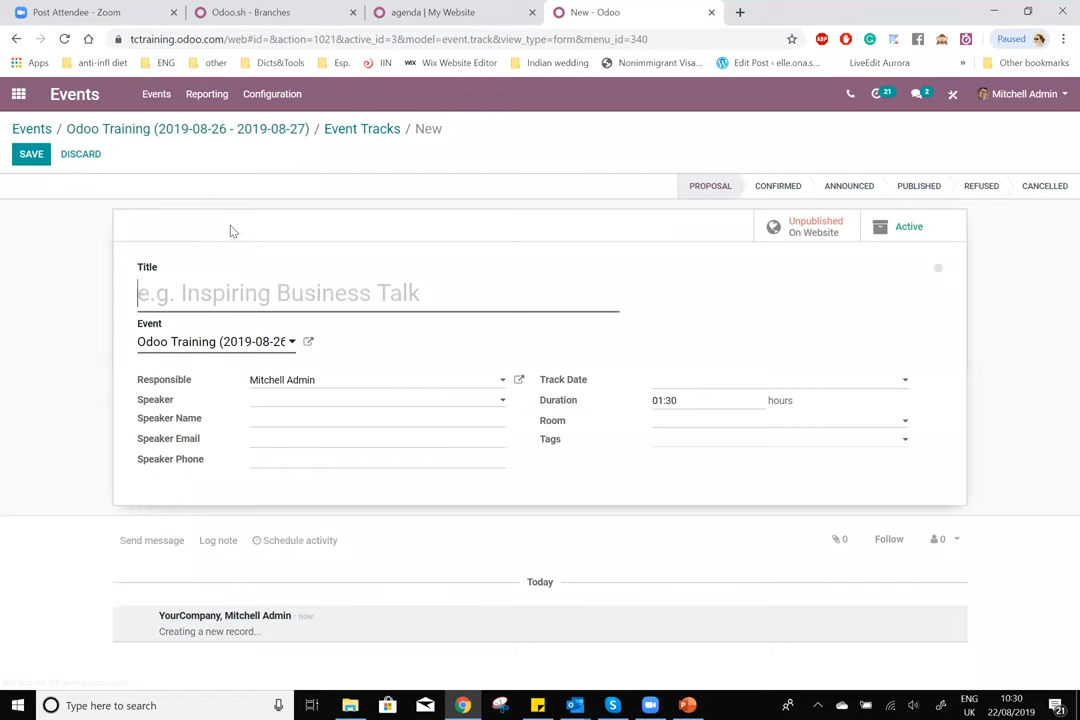 Post Attendee - Zoom
Odoo.sh - Branches
agenda | My Website
New - Odoo
tctraining.odoo.com/web#id=&action=1021&active_id=3&model=event.track&view_type=form&menu_id=340
Paused
Apps
anti-infl diet
ENG
other
Dicts&Tools
Esp.
IIN
Wix Website Editor
Indian wedding
Nonimmigrant Visa...
Edit Post ‹ elle.ona.s...
LiveEdit Aurora
»
Other bookmarks
Events
Events
Reporting
Configuration
21
2
Mitchell Admin
Events / Odoo Training (2019-08-26 - 2019-08-27) / Event Tracks / New
SAVE
DISCARD
PROPOSAL
CONFIRMED
ANNOUNCED
PUBLISHED
REFUSED
CANCELLED
Unpublished
On Website
Active
Title
e.g. Inspiring Business Talk
Event
Odoo Training (2019-08-26
Responsible
Mitchell Admin
Track Date
Speaker
Duration
01:30
hours
Speaker Name
Room
Speaker Email
Tags
Speaker Phone
Send message
Log note
Schedule activity
0
Follow
0
Today
YourCompany, Mitchell Admin - now
Creating a new record...
Type here to search
ENG
UK
10:30
22/08/2019
21